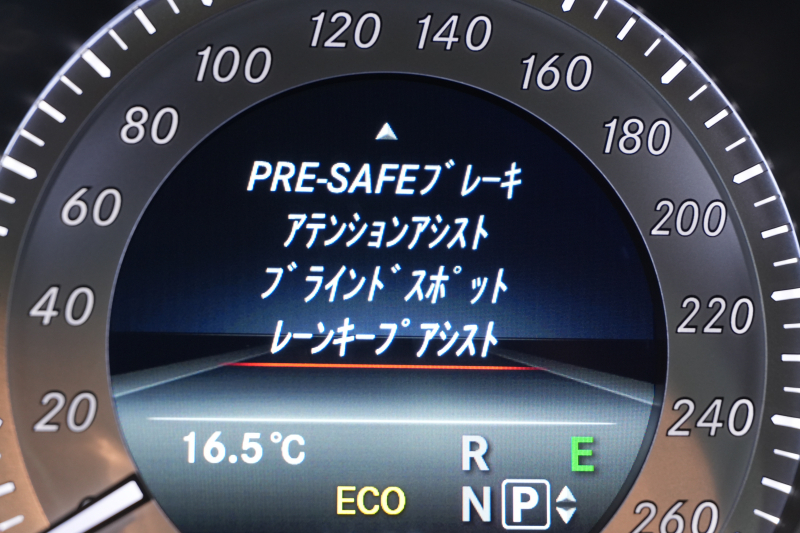 120 140
100 160
80 180
PRE-SAFEブレーキ
60 200
アテンションアシスト
ブラインドスポット
40 220
レーンキープアシスト
20 240
16.5℃ R E
ECO N P 260